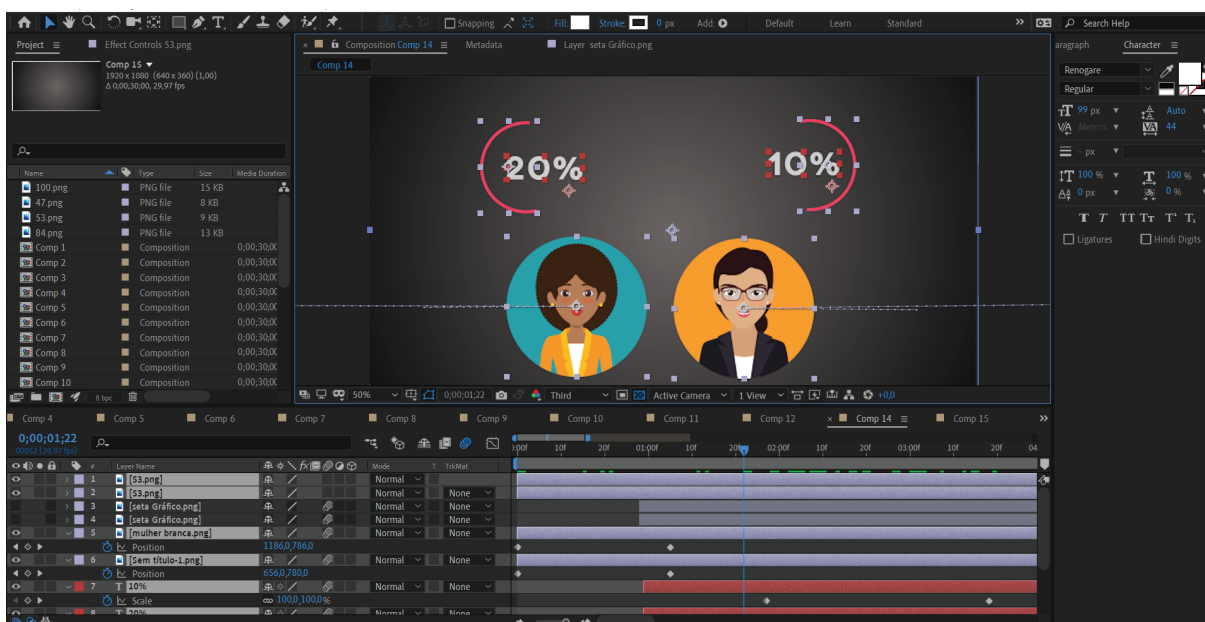 Snapping Fill: Stroke: 0 px Add: Default Learn Standard >> Search Help
Project Effect Controls 53.png
Comp 15
1920 x 1080 (640 x 360) (1,00)
Δ 0;00;30;00, 29,97 fps
Name Type Size Media Duration
100.png PNG file 15 KB
47.png PNG file 8 KB
53.png PNG file 9 KB
84.png PNG file 13 KB
Comp 1 Composition 0;00;30;00
Comp 2 Composition 0;00;30;00
Comp 3 Composition 0;00;30;00
Comp 4 Composition 0;00;30;00
Comp 5 Composition 0;00;30;00
Comp 6 Composition 0;00;30;00
Comp 7 Composition 0;00;30;00
Comp 8 Composition 0;00;30;00
Comp 9 Composition 0;00;30;00
Comp 10 Composition 0;00;30;00
8 bpc
× Composition Comp 14 Metadata Layer seta Gráfico.png
Comp 14
20% 10%
50% 0;00;01;22 Third Active Camera 1 View +0,0
aragraph Character
Renogare
Regular
99 px Auto
Metrics 44
- px
100 % 100 %
0 px 0 %
T T TT Tт T¹ T₁
Ligatures Hindi Digits
Comp 4 Comp 5 Comp 6 Comp 7 Comp 8 Comp 9 Comp 10 Comp 11 Comp 12 × Comp 14 Comp 15 >>
0;00;01;22
00052 (29.97 fps)
):00f 10f 20f 01:00f 10f 20f 02:00f 10f 20f 03:00f 10f 20f 04
# Layer Name Mode T TrkMat
1 [53.png] Normal
2 [53.png] Normal None
3 [seta Gráfico.png] Normal None
4 [seta Gráfico.png] Normal None
5 [mulher branca.png] Normal None
Position 1186,0,786,0
6 [Sem título-1.png] Normal None
Position 656,0,780,0
7 T 10% Normal None
Scale 100,0,100,0%
8 T 20% Normal None